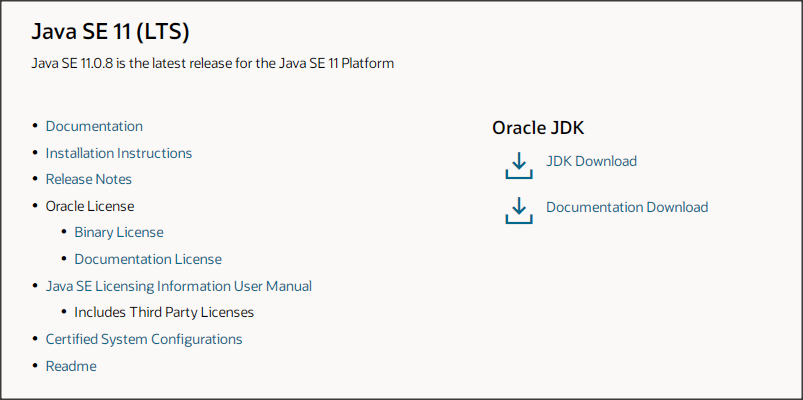 Java SE 11 (LTS)
Java SE 11.0.8 is the latest release for the Java SE 11 Platform
• Documentation
• Installation Instructions
• Release Notes
• Oracle License
• Binary License
• Documentation License
• Java SE Licensing Information User Manual
• Includes Third Party Licenses
• Certified System Configurations
• Readme
Oracle JDK
JDK Download
Documentation Download